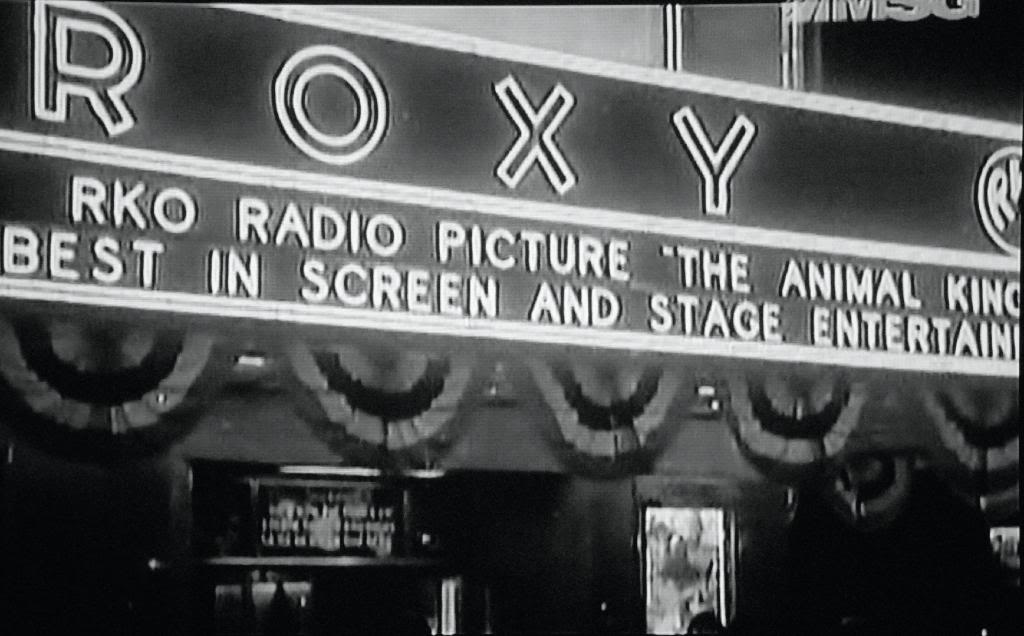 ROXY
RKO RADIO PICTURE "THE ANIMAL KING
BEST IN SCREEN AND STAGE ENTERTAIN